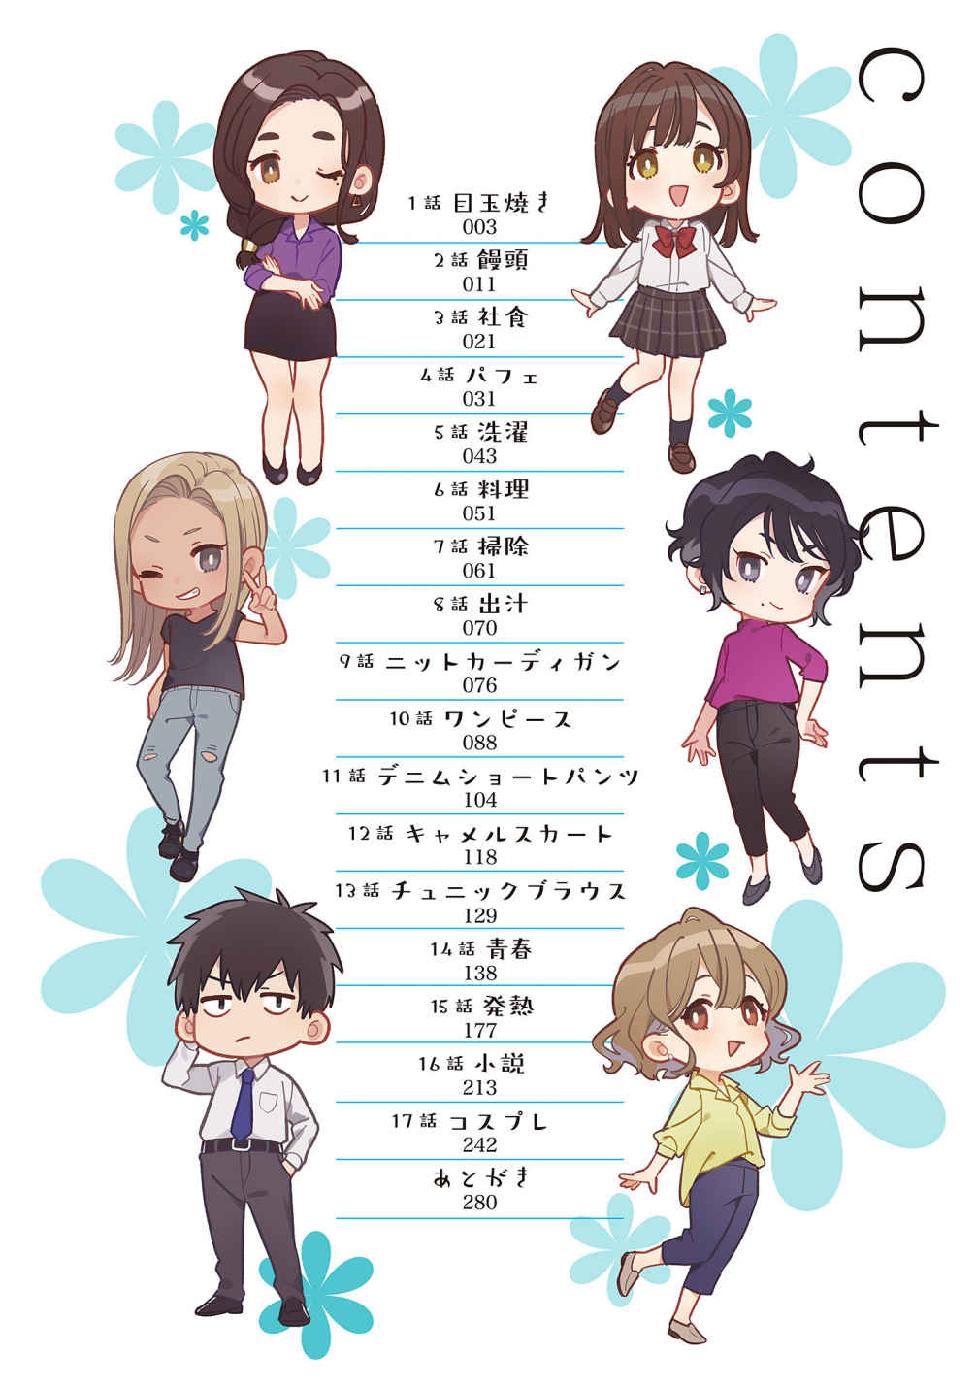 Contents
1話 目玉焼き
003
2話 饅頭
011
3話 社食
021
4話 パフェ
031
5話 洗濯
043
6話 料理
051
7話 掃除
061
8話 出汁
070
9話 ニットカーディガン
076
10話 ワンピース
088
11話 デニムショートパンツ
104
12話 キャメルスカート
118
13話 チュニックブラウス
129
14話 青春
138
15話 発熱
177
16話 小説
213
17話 コスプレ
242
あとがき
280